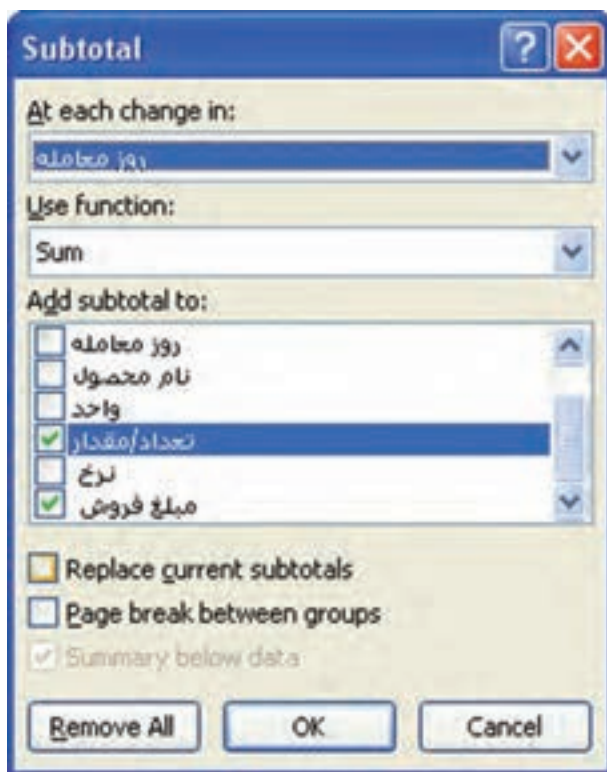 Subtotal
At each change in:
روز معامله
Use function:
Sum
Add subtotal to:
روز معامله
نام محصول
واحد
تعداد/مقدار
نرخ
مبلغ فروش
Replace current subtotals
Page break between groups
Summary below data
Remove All OK Cancel